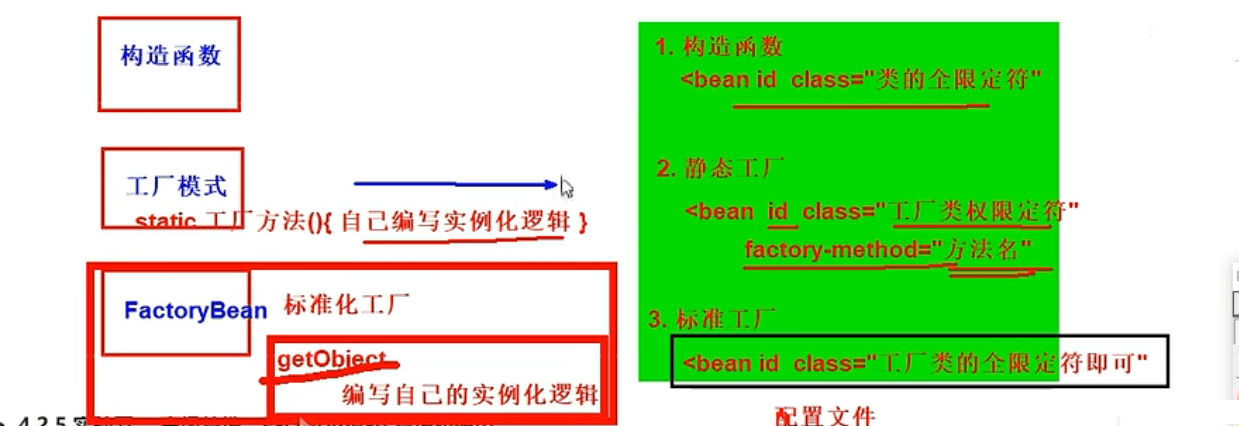 构造函数
工厂模式
static 工厂方法(){ 自己编写实例化逻辑 }
FactoryBean
标准化工厂
getObject
编写自己的实例化逻辑
1. 构造函数
<bean id class="类的全限定符"
2. 静态工厂
<bean id class="工厂类权限定符"
factory-method="方法名"
3. 标准工厂
<bean id class="工厂类的全限定符即可"
配置文件